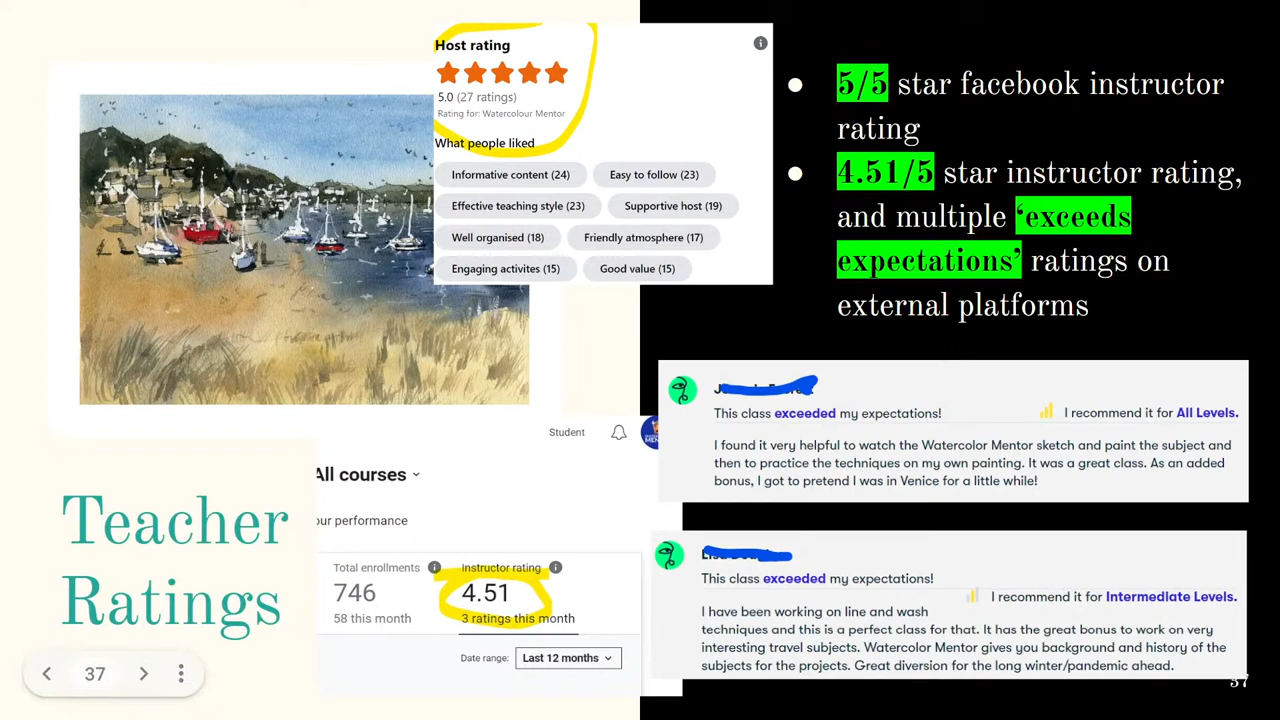 Host rating
5.0 (27 ratings)
Rating for: Watercolour Mentor
What people liked
Informative content (24)
Easy to follow (23)
Effective teaching style (23)
Supportive host (19)
Well organised (18)
Friendly atmosphere (17)
Engaging activites (15)
Good value (15)
● 5/5 star facebook instructor
rating
● 4.51/5 star instructor rating,
and multiple ‘exceeds
expectations’ ratings on
external platforms
Student
All courses
our performance
Total enrollments
746
58 this month
Instructor rating
4.51
3 ratings this month
Date range: Last 12 months
Teacher
Ratings
This class exceeded my expectations!
I recommend it for All Levels.
I found it very helpful to watch the Watercolor Mentor sketch and paint the subject and
then to practice the techniques on my own painting. It was a great class. As an added
bonus, I got to pretend I was in Venice for a little while!
This class exceeded my expectations!
I recommend it for Intermediate Levels.
I have been working on line and wash
techniques and this is a perfect class for that. It has the great bonus to work on very
interesting travel subjects. Watercolor Mentor gives you background and history of the
subjects for the projects. Great diversion for the long winter/pandemic ahead.
37
37